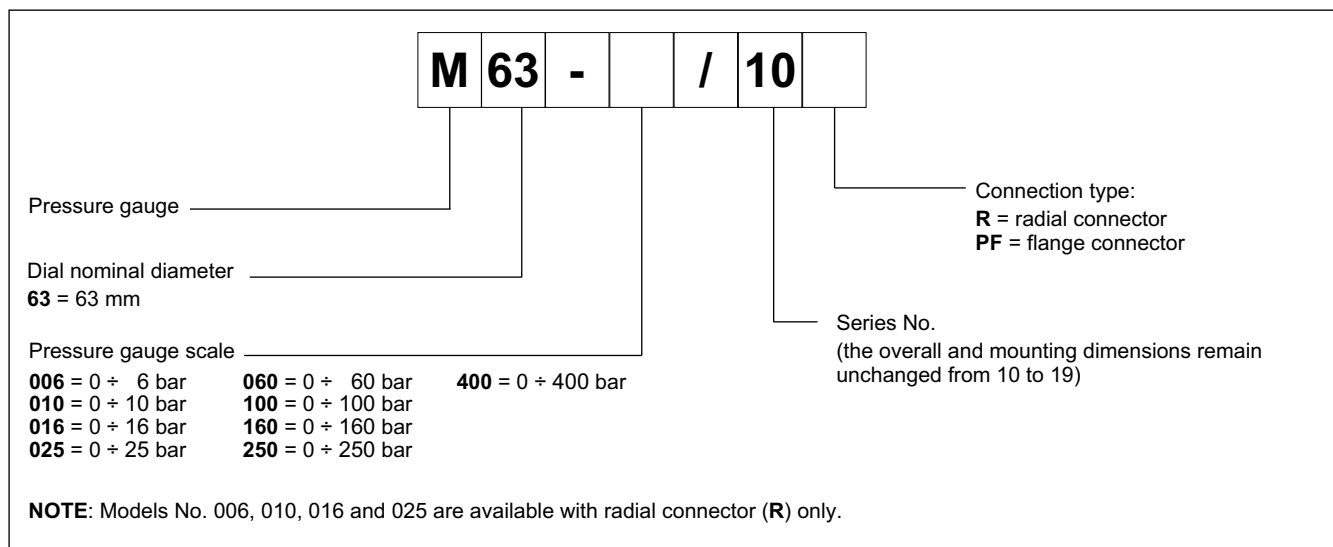 M 63 - / 10
Pressure gauge
Connection type:
R = radial connector
PF = flange connector
Dial nominal diameter
63 = 63 mm
Series No.
(the overall and mounting dimensions remain
unchanged from 10 to 19)
Pressure gauge scale
006 = 0 ÷ 6 bar 060 = 0 ÷ 60 bar 400 = 0 ÷ 400 bar
010 = 0 ÷ 10 bar 100 = 0 ÷ 100 bar
016 = 0 ÷ 16 bar 160 = 0 ÷ 160 bar
025 = 0 ÷ 25 bar 250 = 0 ÷ 250 bar
NOTE: Models No. 006, 010, 016 and 025 are available with radial connector (R) only.